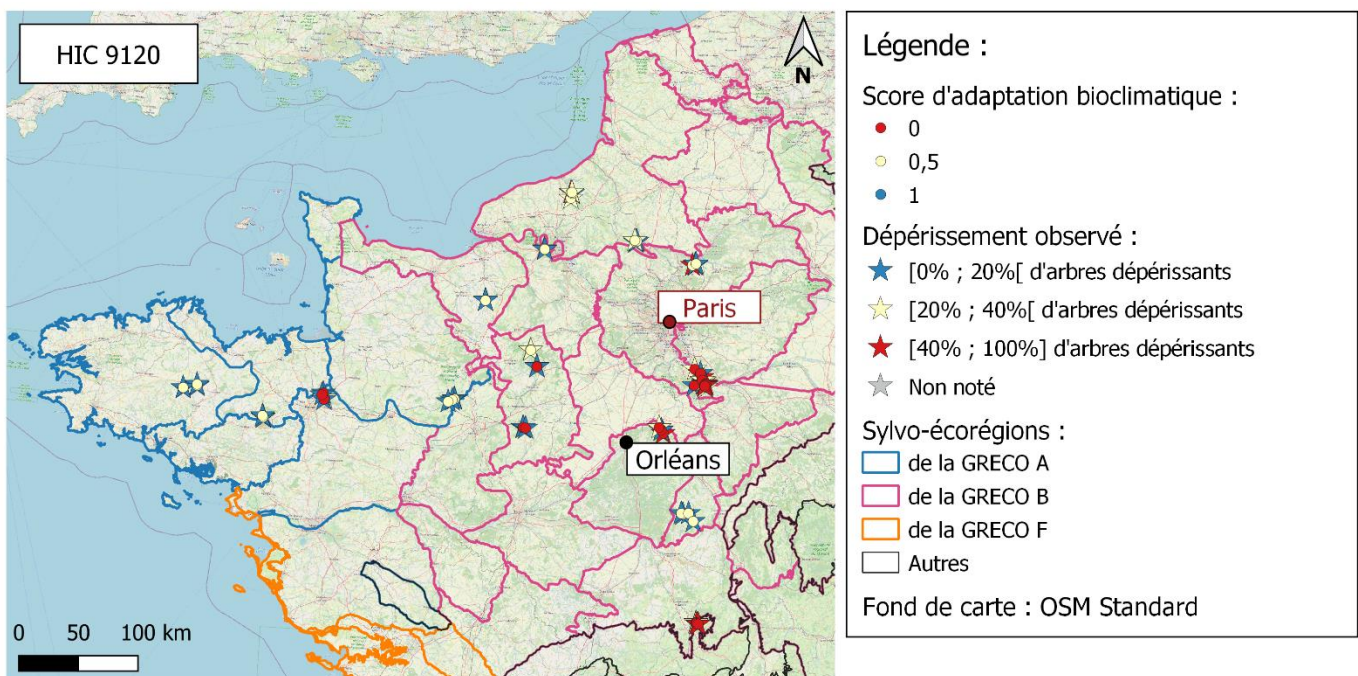 HIC 9120
N
Paris
Orléans
0 50 100 km
Légende :
Score d'adaptation bioclimatique :
0
0,5
1
Dépérissement observé :
[0% ; 20%[ d'arbres dépérissants
[20% ; 40%[ d'arbres dépérissants
[40% ; 100%] d'arbres dépérissants
Non noté
Sylvo-écorégions :
de la GRECO A
de la GRECO B
de la GRECO F
Autres
Fond de carte : OSM Standard